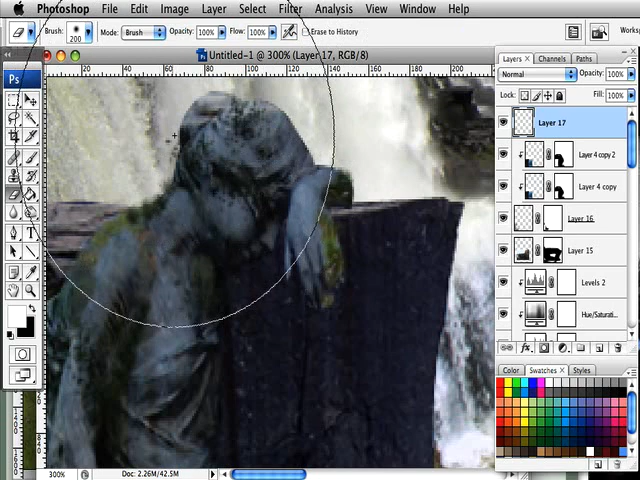 Photoshop File Edit Image Layer Select Filter Analysis View Window Help
Brush: 200 Mode: Brush Opacity: 100% Flow: 100% Erase to History
Untitled-1 @ 300% (Layer 17, RGB/8)
Ps
20 40 60 80 100 120 140 160 180 200
Layers Channels Paths
Normal Opacity: 100%
Lock: Fill: 100%
Layer 17
Layer 4 copy 2
Layer 4 copy
Layer 16
Layer 15
Levels 2
Hue/Saturati...
Color Swatches Styles
300% Doc: 2.26M/42.5M